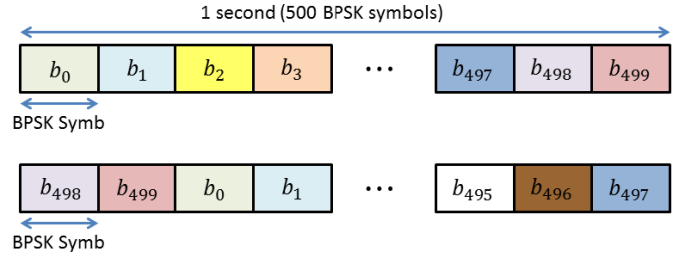 1 second (500 BPSK symbols)
b₀ b₁ b₂ b₃ ⋯ b₄₉₇ b₄₉₈ b₄₉₉
BPSK Symb
b₄₉₈ b₄₉₉ b₀ b₁ ⋯ b₄₉₅ b₄₉₆ b₄₉₇
BPSK Symb